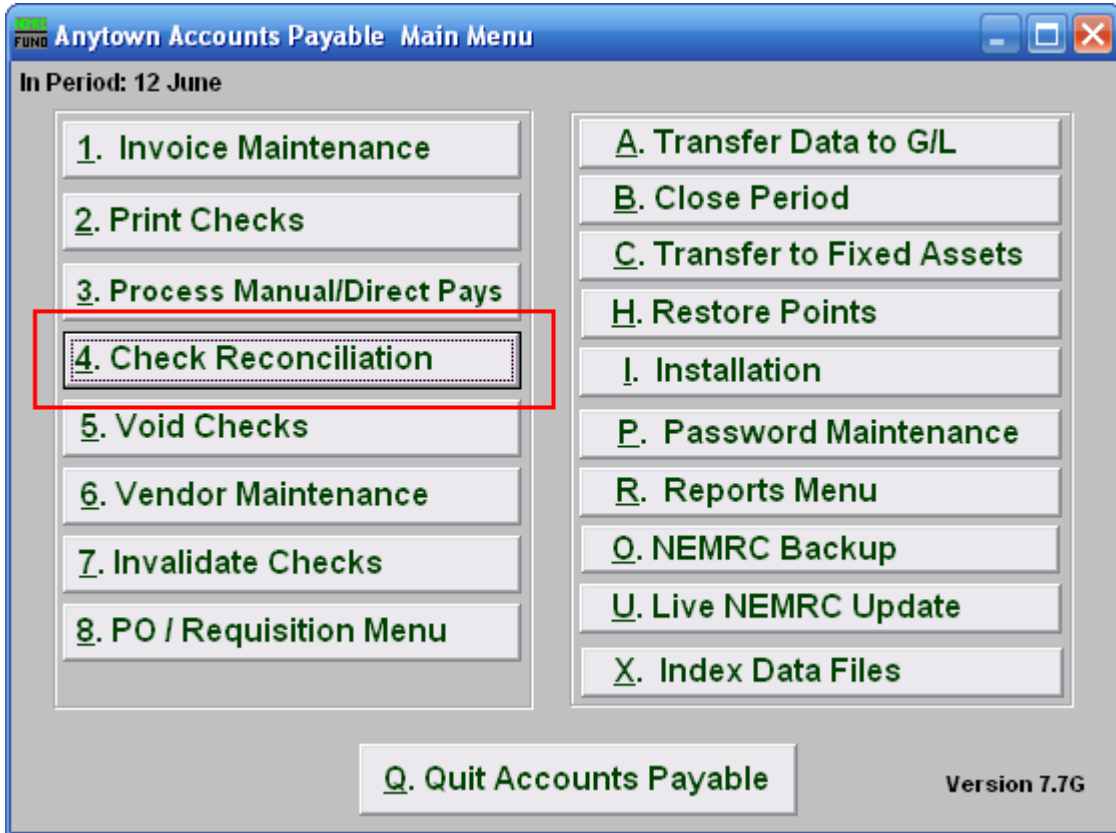 FUND Anytown Accounts Payable Main Menu
In Period: 12 June
1. Invoice Maintenance
2. Print Checks
3. Process Manual/Direct Pays
4. Check Reconciliation
5. Void Checks
6. Vendor Maintenance
7. Invalidate Checks
8. PO / Requisition Menu
A. Transfer Data to G/L
B. Close Period
C. Transfer to Fixed Assets
H. Restore Points
I. Installation
P. Password Maintenance
R. Reports Menu
O. NEMRC Backup
U. Live NEMRC Update
X. Index Data Files
Q. Quit Accounts Payable
Version 7.7G